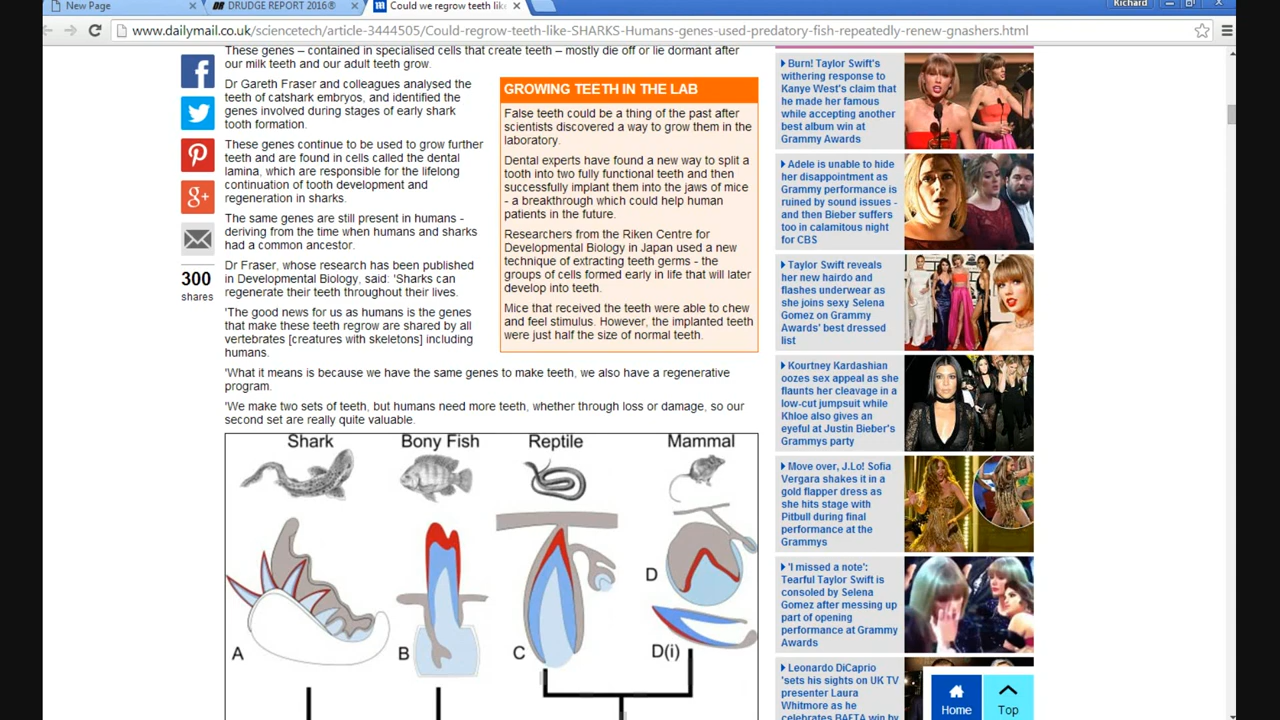 New Page
DRUDGE REPORT 2016®
Could we regrow teeth lik
Richard
www.dailymail.co.uk/sciencetech/article-3444505/Could-regrow-teeth-like-SHARKS-Humans-genes-used-predatory-fish-repeatedly-renew-gnashers.html
These genes – contained in specialised cells that create teeth – mostly die off or lie dormant after
our milk teeth and our adult teeth grow.
Dr Gareth Fraser and colleagues analysed the
teeth of catshark embryos, and identified the
genes involved during stages of early shark
tooth formation.
These genes continue to be used to grow further
teeth and are found in cells called the dental
lamina, which are responsible for the lifelong
continuation of tooth development and
regeneration in sharks.
The same genes are still present in humans -
deriving from the time when humans and sharks
had a common ancestor.
Dr Fraser, whose research has been published
in Developmental Biology, said: 'Sharks can
regenerate their teeth throughout their lives.
'The good news for us as humans is the genes
that make these teeth regrow are shared by all
vertebrates [creatures with skeletons] including
humans.
'What it means is because we have the same genes to make teeth, we also have a regenerative
program.
'We make two sets of teeth, but humans need more teeth, whether through loss or damage, so our
second set are really quite valuable.
300
shares
GROWING TEETH IN THE LAB
False teeth could be a thing of the past after
scientists discovered a way to grow them in the
laboratory.
Dental experts have found a new way to split a
tooth into two fully functional teeth and then
successfully implant them into the jaws of mice
- a breakthrough which could help human
patients in the future.
Researchers from the Riken Centre for
Developmental Biology in Japan used a new
technique of extracting teeth germs - the
groups of cells formed early in life that will later
develop into teeth.
Mice that received the teeth were able to chew
and feel stimulus. However, the implanted teeth
were just half the size of normal teeth.
Shark
Bony Fish
Reptile
Mammal
A
B
C
D
D(i)
Burn! Taylor Swift's
withering response to
Kanye West's claim that
he made her famous
while accepting another
best album win at
Grammy Awards
Adele is unable to hide
her disappointment as
Grammy performance is
ruined by sound issues -
and then Bieber suffers
too in calamitous night
for CBS
Taylor Swift reveals
her new hairdo and
flashes underwear as
she joins sexy Selena
Gomez on Grammy
Awards' best dressed
list
Kourtney Kardashian
oozes sex appeal as she
flaunts her cleavage in a
low-cut jumpsuit while
Khloe also gives an
eyeful at Justin Bieber's
Grammys party
Move over, J.Lo! Sofia
Vergara shakes it in a
gold flapper dress as
she hits stage with
Pitbull during final
performance at the
Grammys
'I missed a note':
Tearful Taylor Swift is
consoled by Selena
Gomez after messing up
part of opening
performance at Grammy
Awards
Leonardo DiCaprio
'sets his sights on UK TV
presenter Laura
Whitmore as he
celebrates BAFTA win by
Home
Top